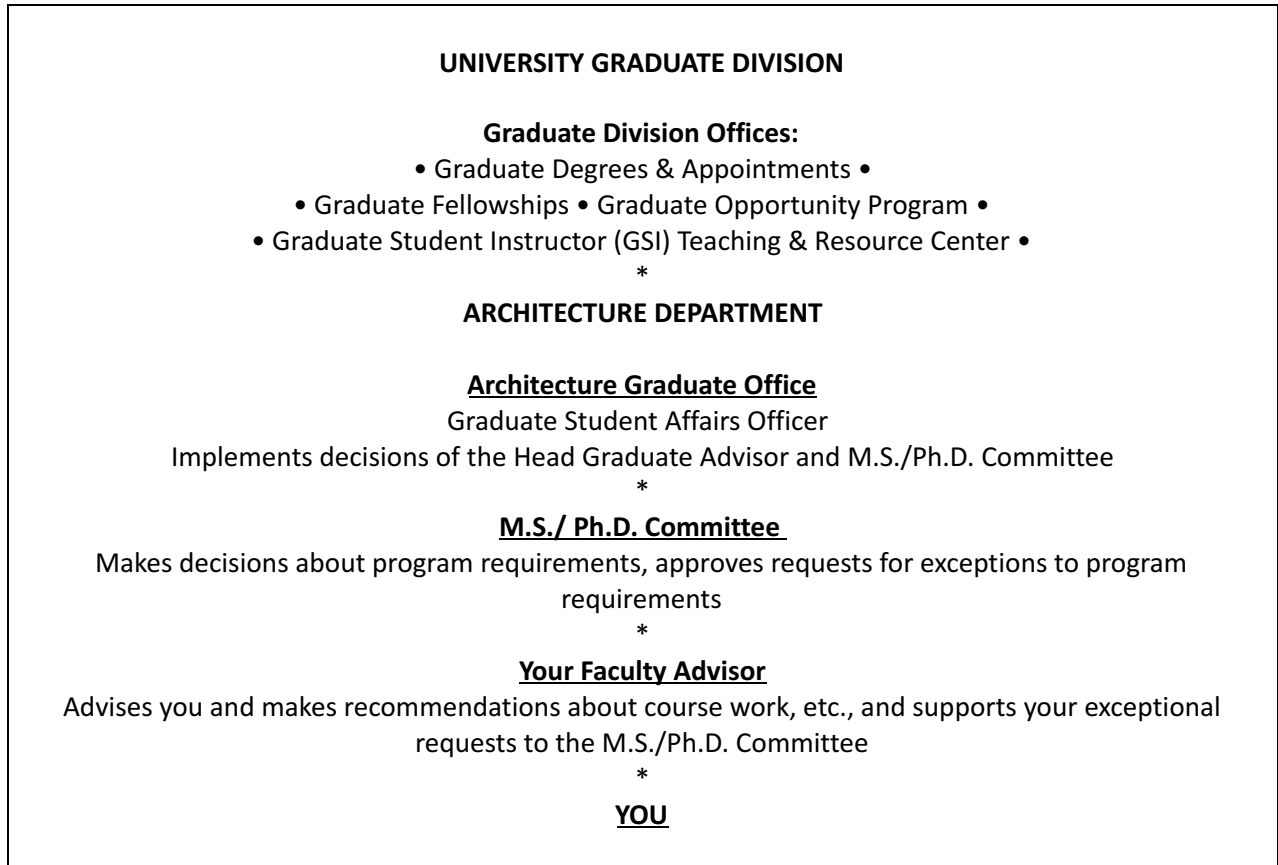 UNIVERSITY GRADUATE DIVISION
Graduate Division Offices:
• Graduate Degrees & Appointments •
• Graduate Fellowships • Graduate Opportunity Program •
• Graduate Student Instructor (GSI) Teaching & Resource Center •
*
ARCHITECTURE DEPARTMENT
Architecture Graduate Office
Graduate Student Affairs Officer
Implements decisions of the Head Graduate Advisor and M.S./Ph.D. Committee
*
M.S./ Ph.D. Committee
Makes decisions about program requirements, approves requests for exceptions to program
requirements
*
Your Faculty Advisor
Advises you and makes recommendations about course work, etc., and supports your exceptional
requests to the M.S./Ph.D. Committee
*
YOU